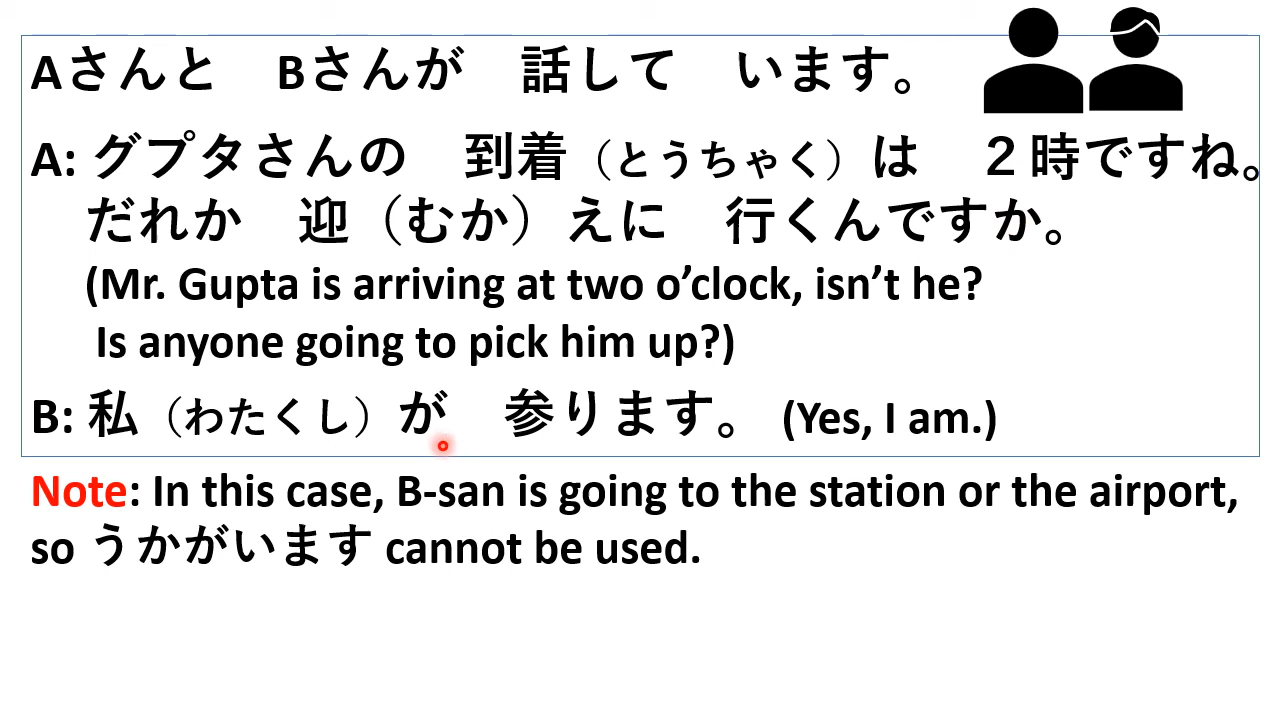 Aさんと　Bさんが　話して　います。
A: グプタさんの　到着（とうちゃく）は　２時ですね。
だれか　迎（むか）えに　行くんですか。
(Mr. Gupta is arriving at two o’clock, isn’t he?
Is anyone going to pick him up?)
B: 私（わたくし）が　参ります。 (Yes, I am.)
Note: In this case, B-san is going to the station or the airport,
so うかがいます cannot be used.